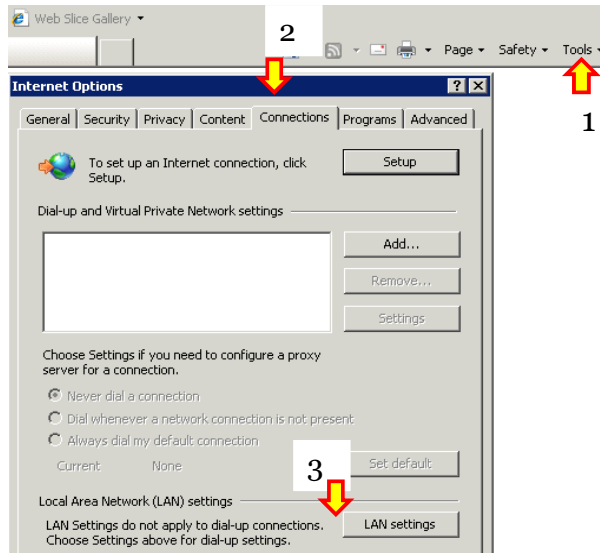 Web Slice Gallery
2
Page Safety Tools
1
Internet Options
General Security Privacy Content Connections Programs Advanced
To set up an Internet connection, click
Setup.
Setup
Dial-up and Virtual Private Network settings
Add...
Remove...
Settings
Choose Settings if you need to configure a proxy
server for a connection.
Never dial a connection
Dial whenever a network connection is not present
Always dial my default connection
Current None
Set default
3
Local Area Network (LAN) settings
LAN Settings do not apply to dial-up connections.
Choose Settings above for dial-up settings.
LAN settings